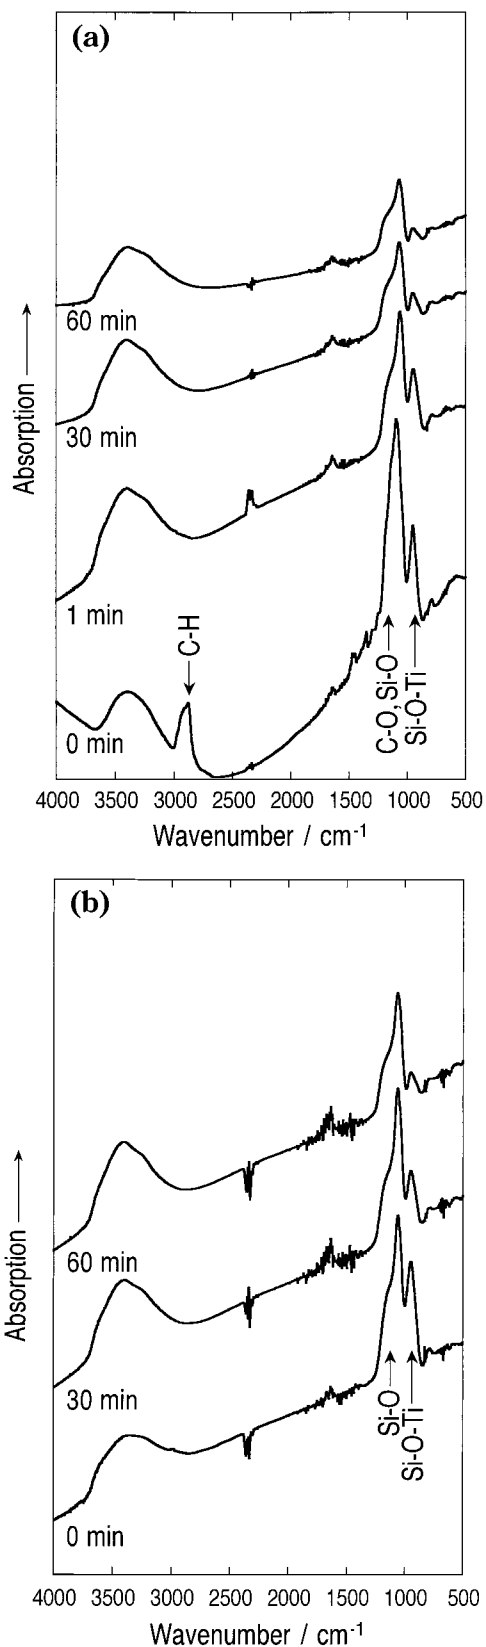 (a)
60 min
30 min
1 min
0 min
C-H
C-O, Si-O
Si-O-Ti
Absorption
4000 3500 3000 2500 2000 1500 1000 500
Wavenumber / cm-1
(b)
60 min
30 min
0 min
Si-O
Si-O-Ti
Absorption
4000 3500 3000 2500 2000 1500 1000 500
Wavenumber / cm-1